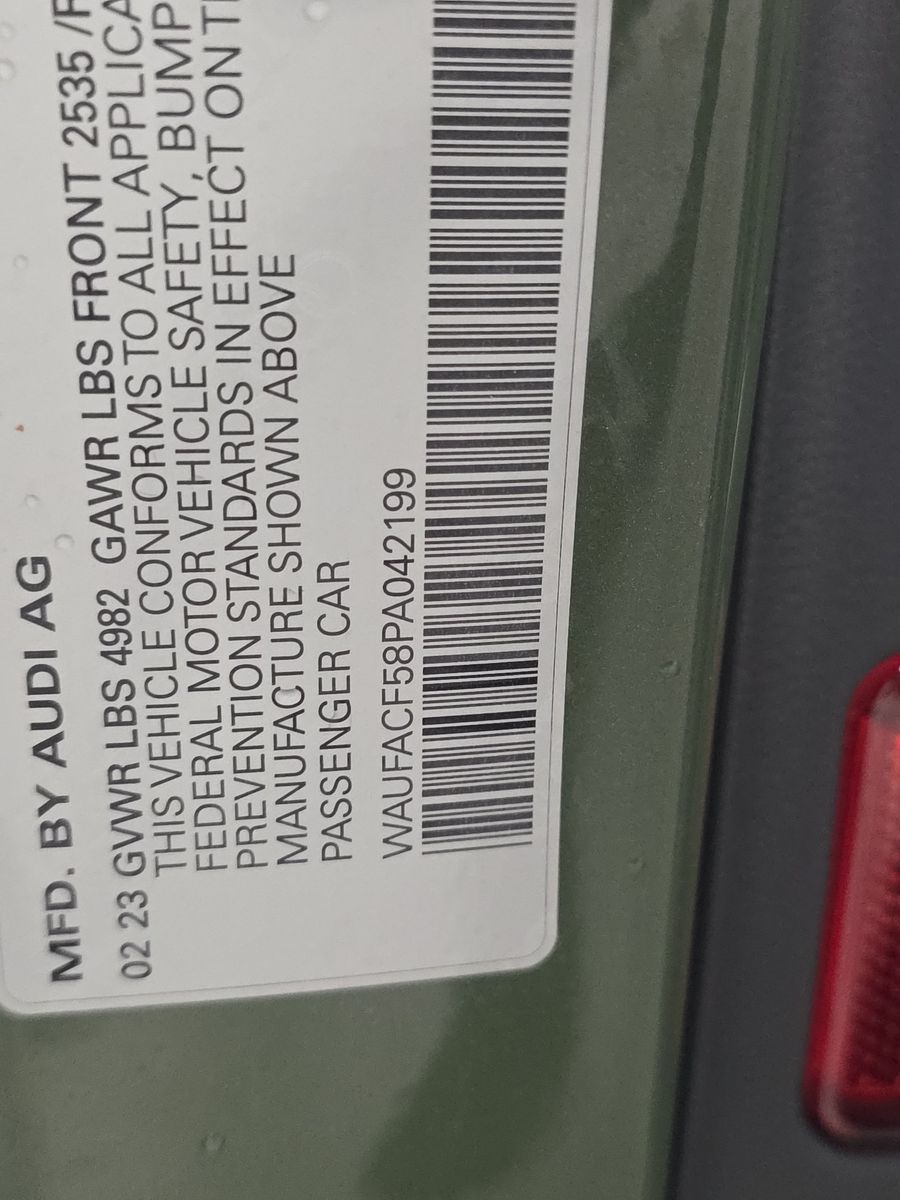 MFD. BY AUDI AG
02 23 GVWR LBS 4982 GAWR LBS FRONT 2535 /R
THIS VEHICLE CONFORMS TO ALL APPLICA
FEDERAL MOTOR VEHICLE SAFETY, BUMP
PREVENTION STANDARDS IN EFFECT ON T
MANUFACTURE SHOWN ABOVE
PASSENGER CAR
WAUFACF58PA042199